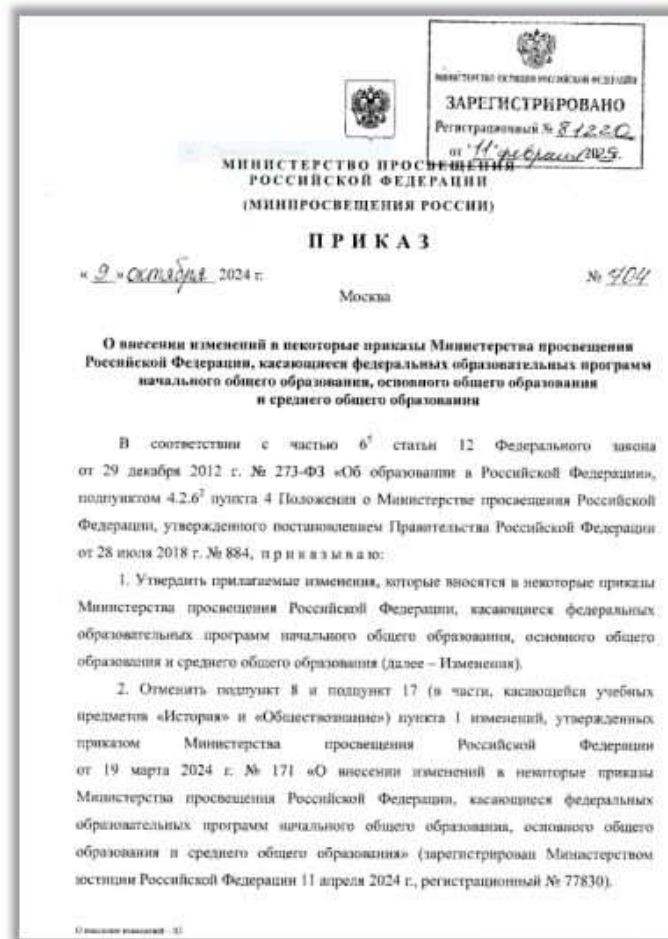 МИНИСТЕРСТВО ЮСТИЦИИ РОССИЙСКОЙ ФЕДЕРАЦИИ
ЗАРЕГИСТРИРОВАНО
Регистрационный № 81220
от "11" февраля 2025.
МИНИСТЕРСТВО ПРОСВЕЩЕНИЯ
РОССИЙСКОЙ ФЕДЕРАЦИИ
(МИНПРОСВЕЩЕНИЯ РОССИИ)
ПРИКАЗ
« 9 » октября 2024 г.
№ 704
Москва
О внесении изменений в некоторые приказы Министерства просвещения
Российской Федерации, касающиеся федеральных образовательных программ
начального общего образования, основного общего образования
и среднего общего образования
В соответствии с частью 6⁵ статьи 12 Федерального закона
от 29 декабря 2012 г. № 273-ФЗ «Об образовании в Российской Федерации»,
подпунктом 4.2.6² пункта 4 Положения о Министерстве просвещения Российской
Федерации, утвержденного постановлением Правительства Российской Федерации
от 28 июля 2018 г. № 884, п р и к а з ы в а ю:
1. Утвердить прилагаемые изменения, которые вносятся в некоторые приказы
Министерства просвещения Российской Федерации, касающиеся федеральных
образовательных программ начального общего образования, основного общего
образования и среднего общего образования (далее – Изменения).
2. Отменить подпункт 8 и подпункт 17 (в части, касающейся учебных
предметов «История» и «Обществознание») пункта 1 изменений, утвержденных
приказом Министерства просвещения Российской Федерации
от 19 марта 2024 г. № 171 «О внесении изменений в некоторые приказы
Министерства просвещения Российской Федерации, касающиеся федеральных
образовательных программ начального общего образования, основного общего
образования и среднего общего образования» (зарегистрирован Министерством
юстиции Российской Федерации 11 апреля 2024 г., регистрационный № 77830).
О внесении изменений